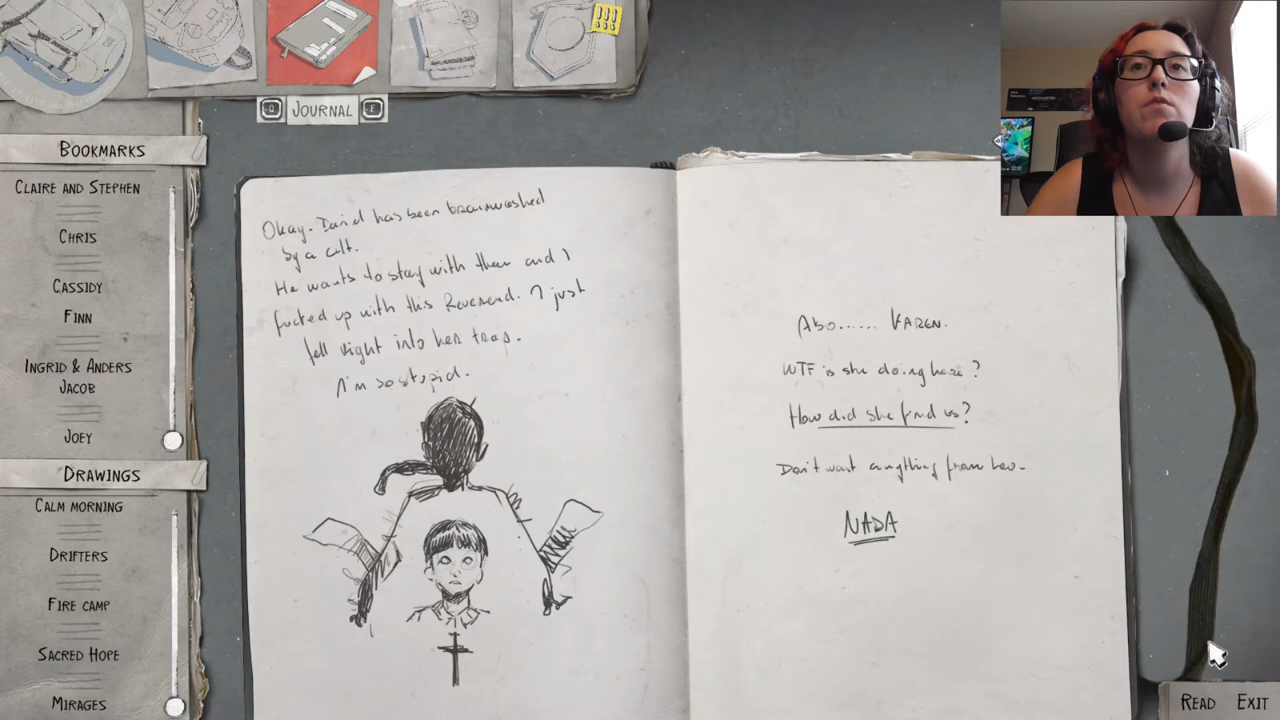 Q JOURNAL E
BOOKMARKS
CLAIRE AND STEPHEN
CHRIS
CASSIDY
FINN
INGRID & ANDERS
JACOB
JOEY
DRAWINGS
CALM MORNING
DRIFTERS
FIRE CAMP
SACRED HOPE
MIRAGES
Okay. Daniel has been brainwashed
by a cult.
He wants to stay with them and I
fucked up with this Reverend. I just
fell right into her trap.
I'm so stupid.
Also...... KAREN.
WTF is she doing here?
How did she find us?
Don't want anything from her.
NADA
READ EXIT